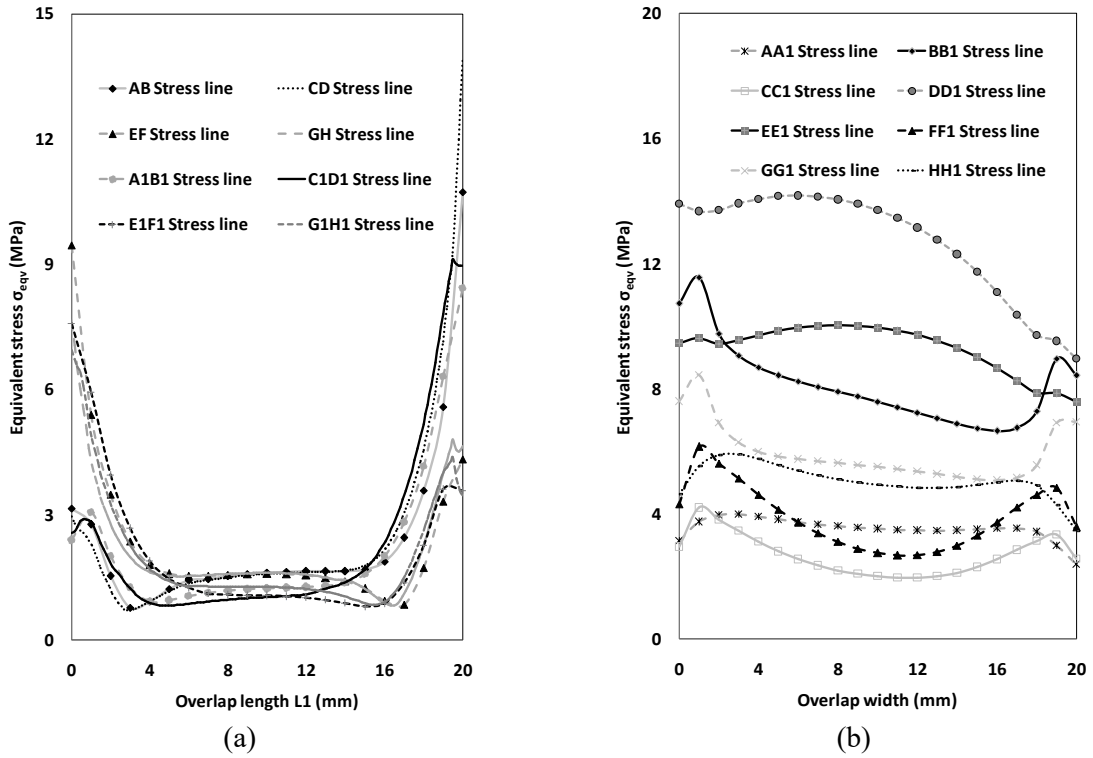 15
12
9
6
3
0
Equivalent stress σeqv (MPa)
AB Stress line
CD Stress line
EF Stress line
GH Stress line
A1B1 Stress line
C1D1 Stress line
E1F1 Stress line
G1H1 Stress line
0 4 8 12 16 20
Overlap length L1 (mm)
(a)
20
16
12
8
4
0
Equivalent stress σeqv (MPa)
AA1 Stress line
BB1 Stress line
CC1 Stress line
DD1 Stress line
EE1 Stress line
FF1 Stress line
GG1 Stress line
HH1 Stress line
0 4 8 12 16 20
Overlap width (mm)
(b)